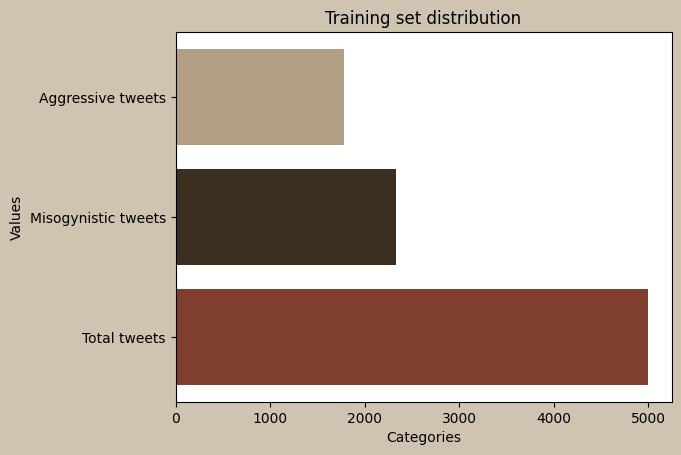 Training set distribution
Aggressive tweets
Misogynistic tweets
Total tweets
Values
0 1000 2000 3000 4000 5000
Categories